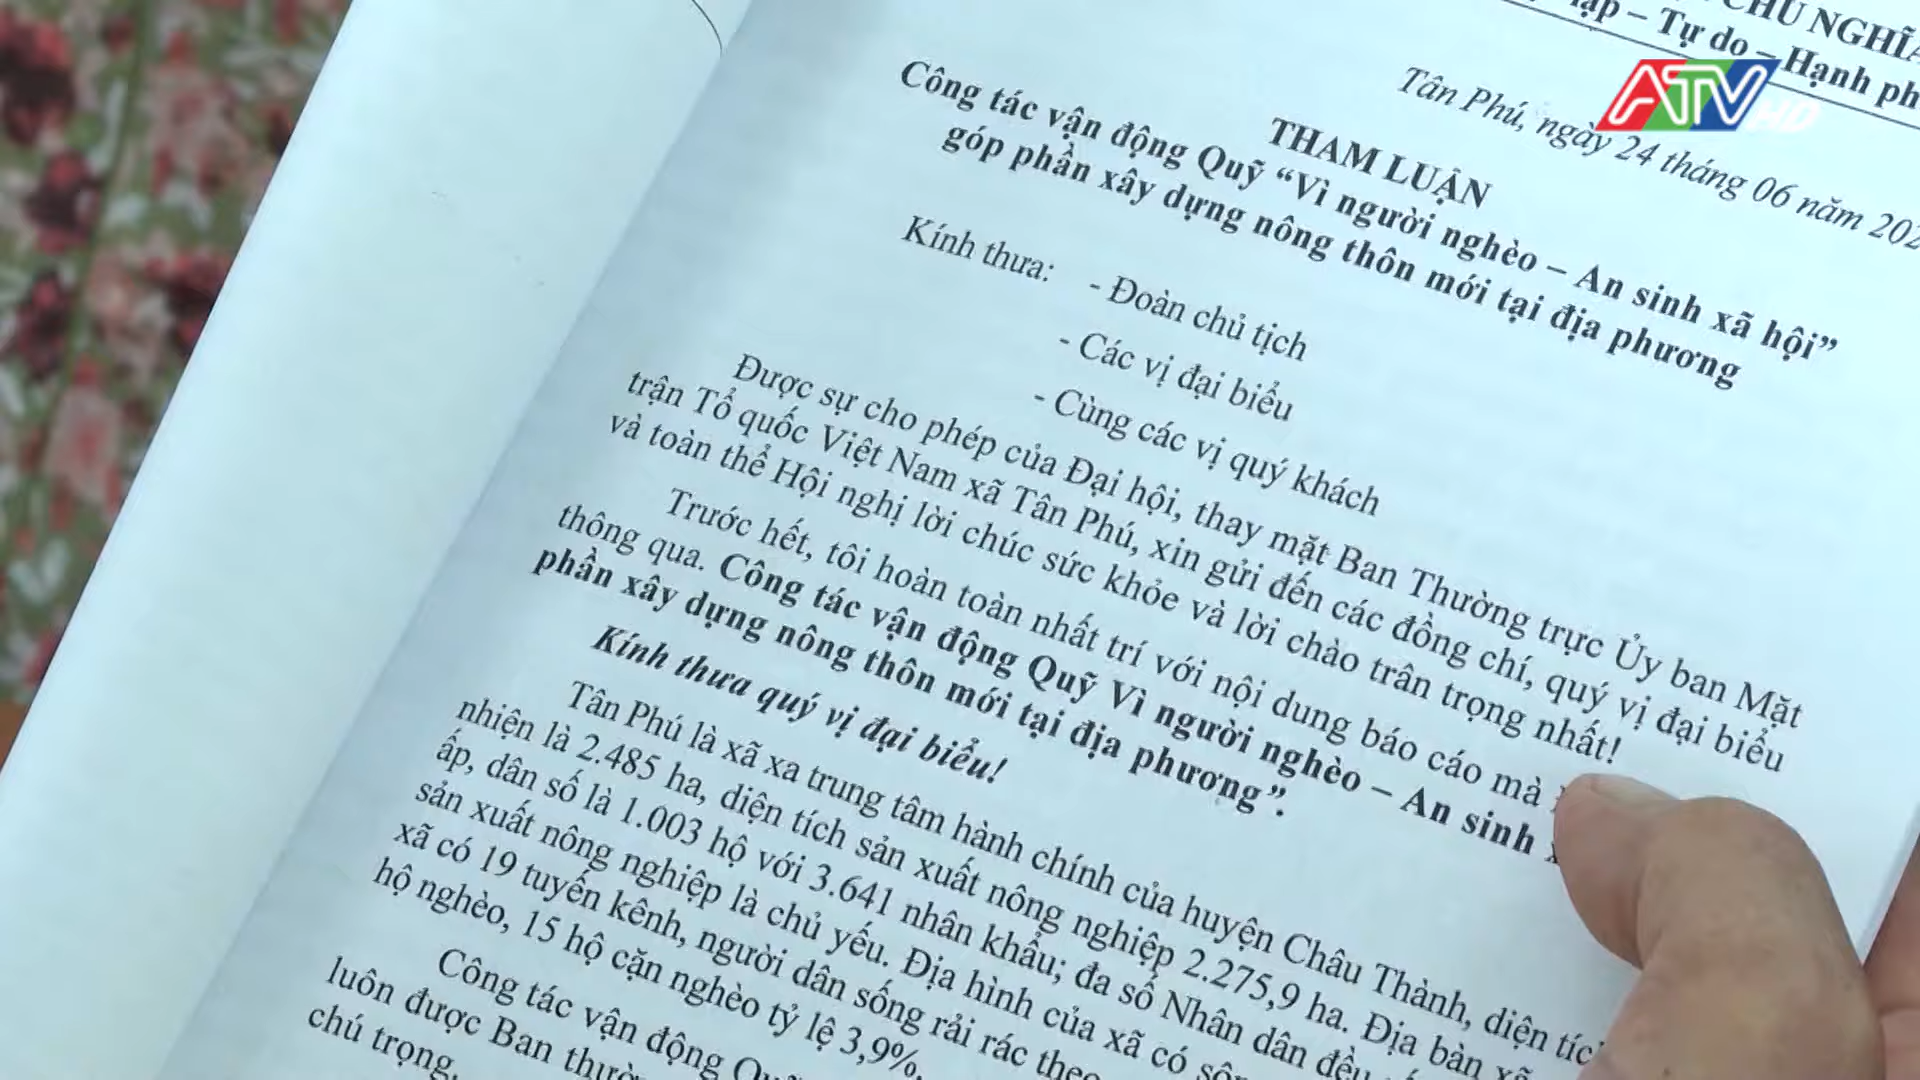 CHỦ NGHĨA
– Tự do – Hạnh ph
Tân Phú, ngày 24 tháng 06 năm 202
ATV HD
THAM LUẬN
Công tác vận động Quỹ “Vì người nghèo – An sinh xã hội”
góp phần xây dựng nông thôn mới tại địa phương
Kính thưa: - Đoàn chủ tịch
- Các vị đại biểu
- Cùng các vị quý khách
Được sự cho phép của Đại hội, thay mặt Ban Thường trực Ủy ban Mặt
trận Tổ quốc Việt Nam xã Tân Phú, xin gửi đến các đồng chí, quý vị đại biểu
và toàn thể Hội nghị lời chúc sức khỏe và lời chào trân trọng nhất!
Trước hết, tôi hoàn toàn nhất trí với nội dung báo cáo mà
thông qua. Công tác vận động Quỹ Vì người nghèo – An sinh
phần xây dựng nông thôn mới tại địa phương”.
Kính thưa quý vị đại biểu!
Tân Phú là xã xa trung tâm hành chính của huyện Châu Thành, diện tíc
nhiện là 2.485 ha, diện tích sản xuất nông nghiệp 2.275,9 ha. Địa bàn xã
ấp, dân số là 1.003 hộ với 3.641 nhân khẩu; đa số Nhân dân đều
sản xuất nông nghiệp là chủ yếu. Địa hình của xã có
xã có 19 tuyến kênh, người dân sống rải rác theo
hộ nghèo, 15 hộ cặn nghèo tỷ lệ 3,9%.
Công tác vận động Quỹ
luôn được Ban thườ
chú trọng.